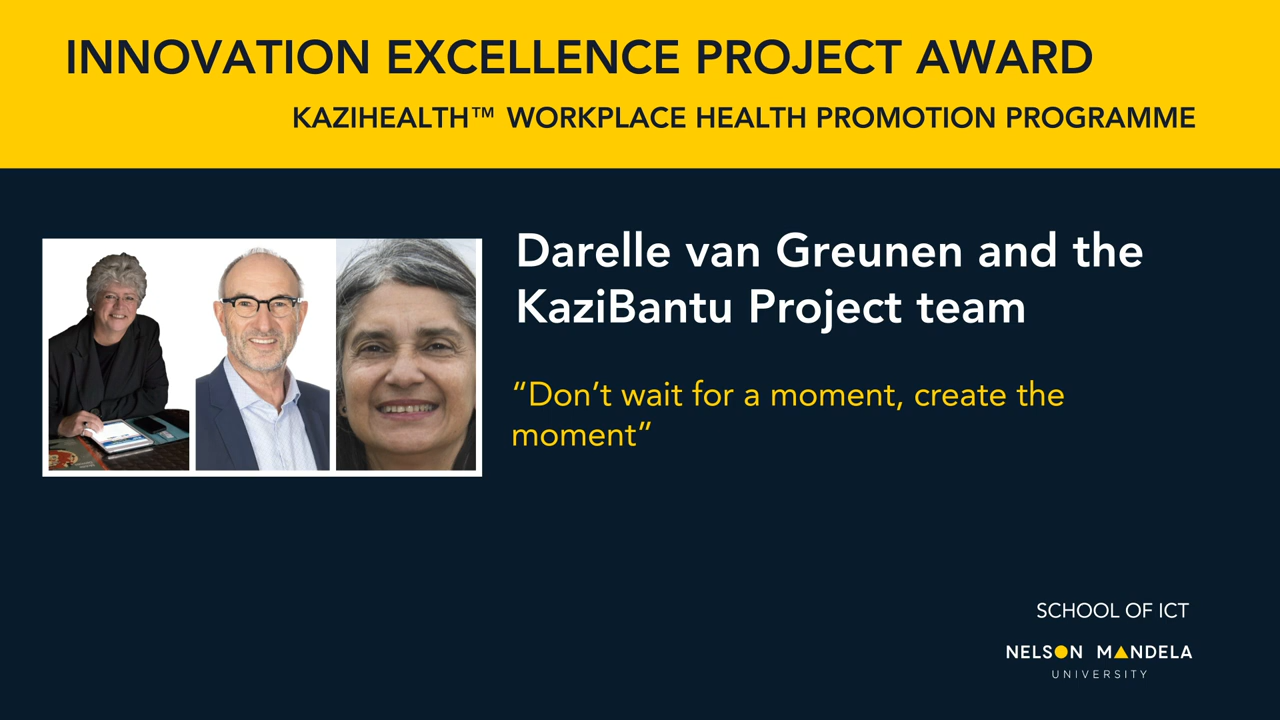 INNOVATION EXCELLENCE PROJECT AWARD
KAZIHEALTH™ WORKPLACE HEALTH PROMOTION PROGRAMME
Darelle van Greunen and the
KaziBantu Project team
“Don’t wait for a moment, create the
moment”
SCHOOL OF ICT
NELSON MANDELA
UNIVERSITY